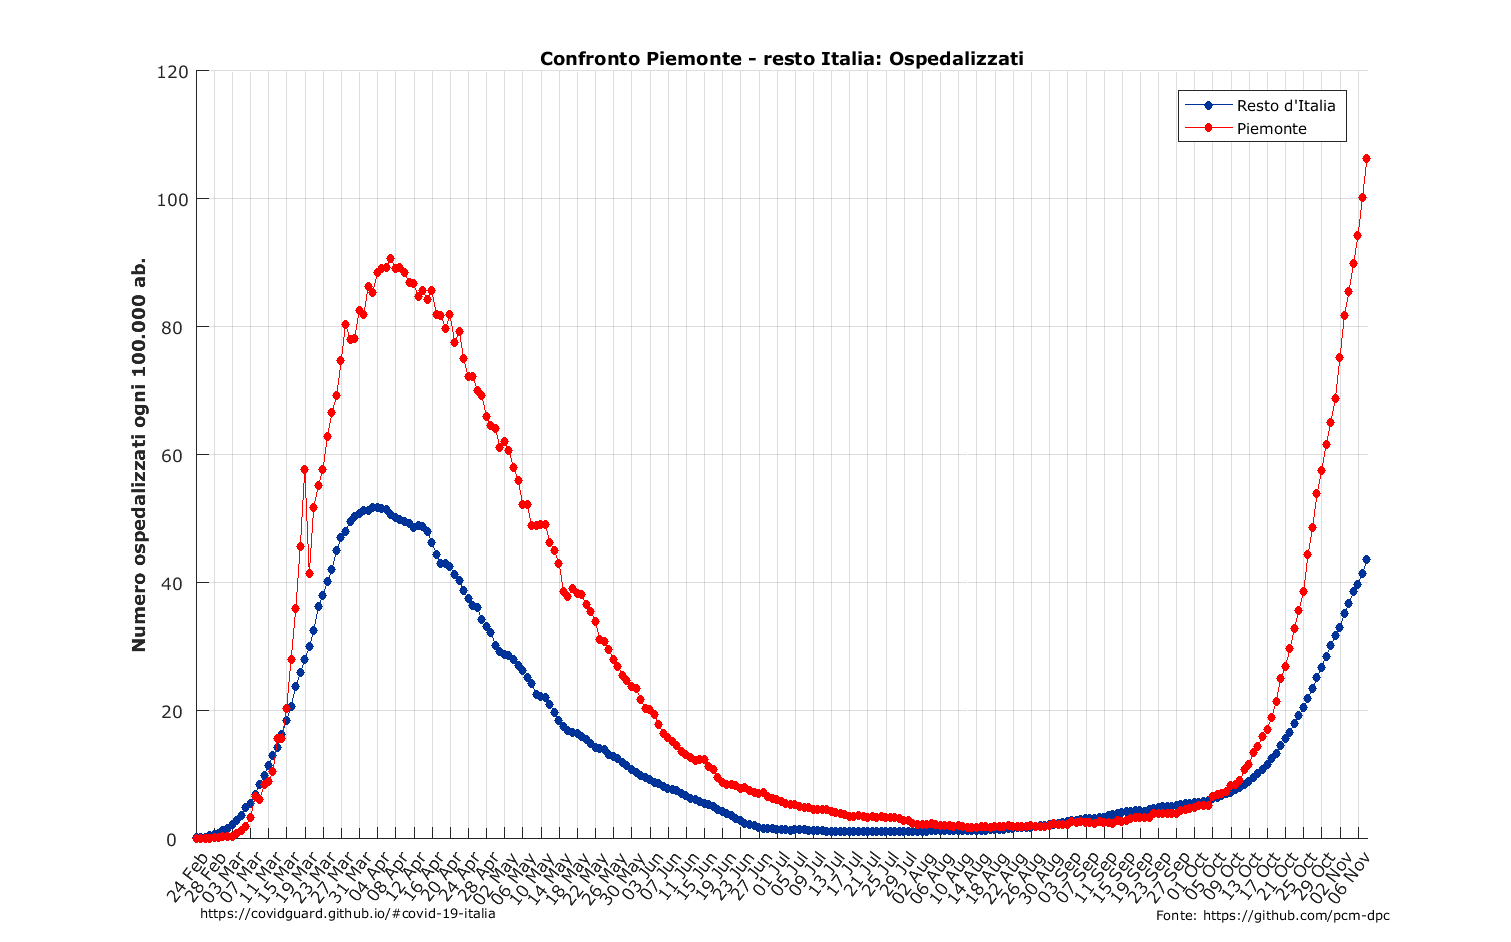 Confronto Piemonte - resto Italia: Ospedalizzati
Numero ospedalizzati ogni 100.000 ab.
120
100
80
60
40
20
0
Resto d'Italia
Piemonte
24 Feb
28 Feb
03 Mar
07 Mar
11 Mar
15 Mar
19 Mar
23 Mar
27 Mar
31 Mar
04 Apr
08 Apr
12 Apr
16 Apr
20 Apr
24 Apr
28 Apr
02 May
06 May
10 May
14 May
18 May
22 May
26 May
30 May
03 Jun
07 Jun
11 Jun
15 Jun
19 Jun
23 Jun
27 Jun
01 Jul
05 Jul
09 Jul
13 Jul
17 Jul
21 Jul
25 Jul
29 Jul
02 Aug
06 Aug
10 Aug
14 Aug
18 Aug
22 Aug
26 Aug
30 Aug
03 Sep
07 Sep
11 Sep
15 Sep
19 Sep
23 Sep
27 Sep
01 Oct
05 Oct
09 Oct
13 Oct
17 Oct
21 Oct
25 Oct
29 Oct
02 Nov
06 Nov
https://covidguard.github.io/#covid-19-italia
Fonte: https://github.com/pcm-dpc